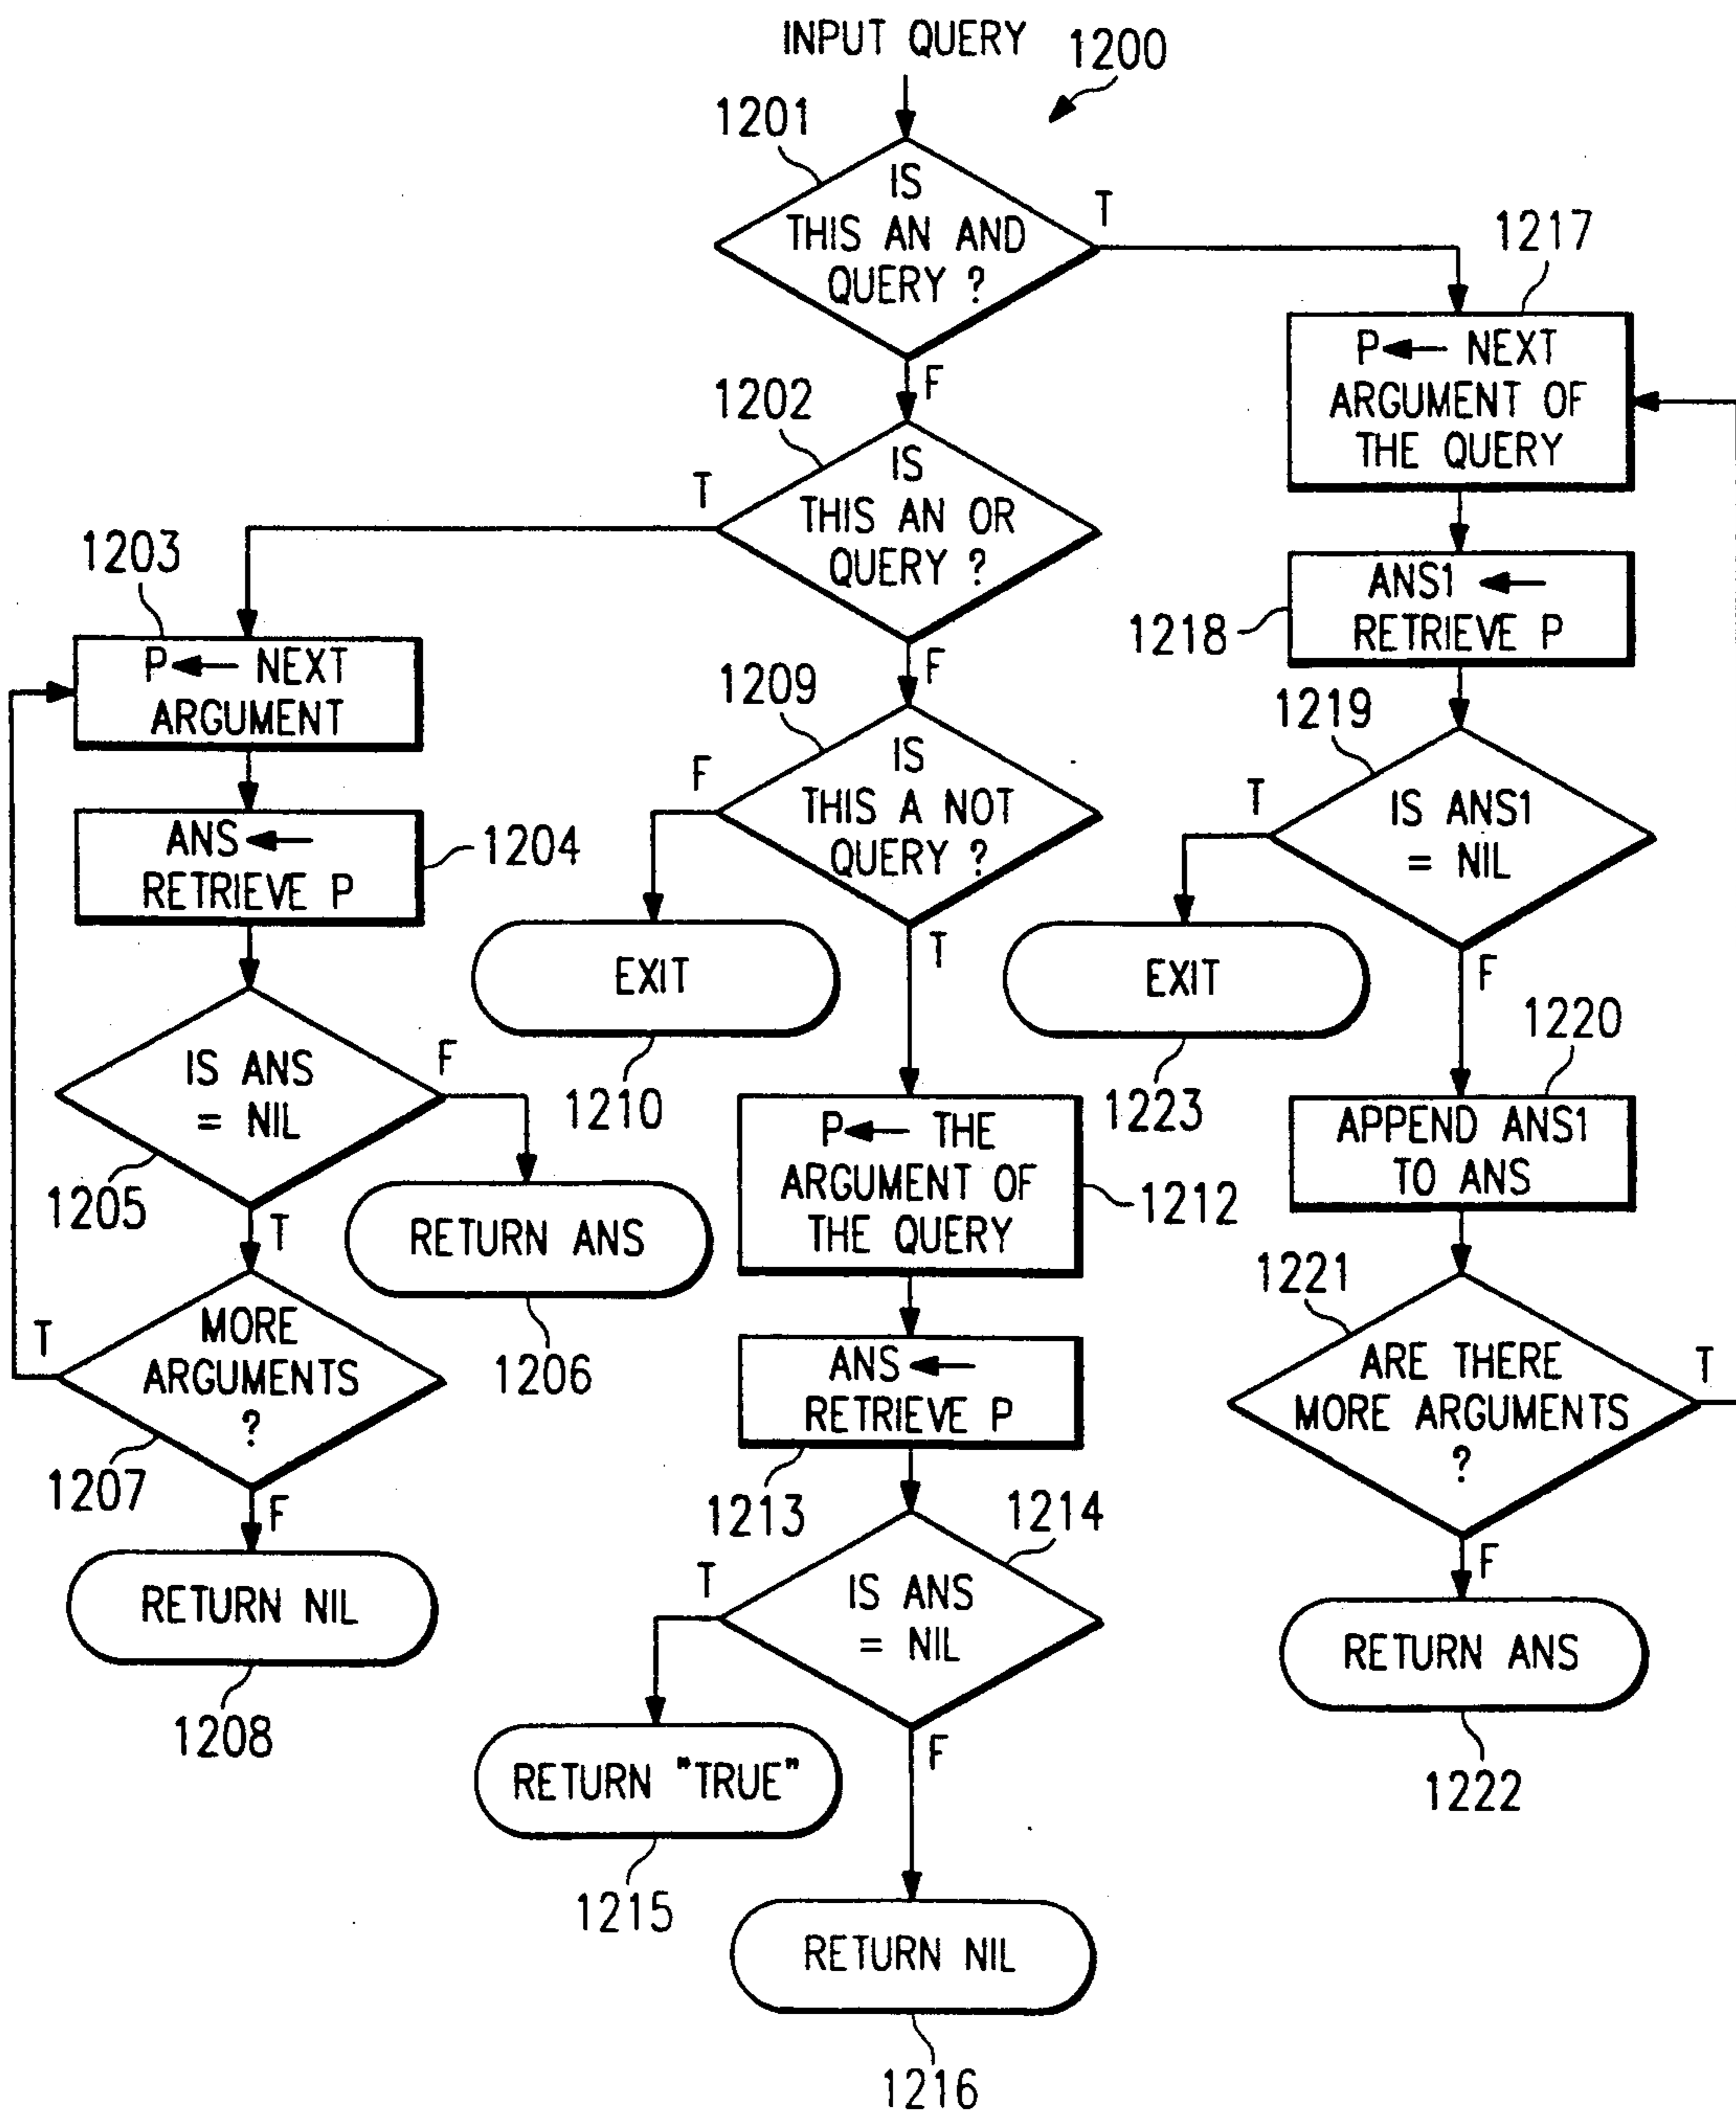 INPUT QUERY
1200
1201
IS
THIS AN AND
QUERY ?
T
F
1217
P← NEXT
ARGUMENT OF
THE QUERY
1202
IS
THIS AN OR
QUERY ?
T
F
1218
ANS1 ←
RETRIEVE P
1203
P← NEXT
ARGUMENT
1209
IS
THIS A NOT
QUERY ?
F
T
1219
IS ANS1
= NIL
T
F
ANS←
RETRIEVE P
1204
EXIT
1210
EXIT
1223
1220
APPEND ANS1
TO ANS
IS ANS
= NIL
F
T
1205
RETURN ANS
1206
P← THE
ARGUMENT OF
THE QUERY
1212
1221
ARE THERE
MORE ARGUMENTS
?
T
F
MORE
ARGUMENTS
?
T
F
1207
ANS←
RETRIEVE P
1213
1214
IS ANS
= NIL
T
F
RETURN NIL
1208
RETURN ANS
1222
RETURN "TRUE"
1215
RETURN NIL
1216